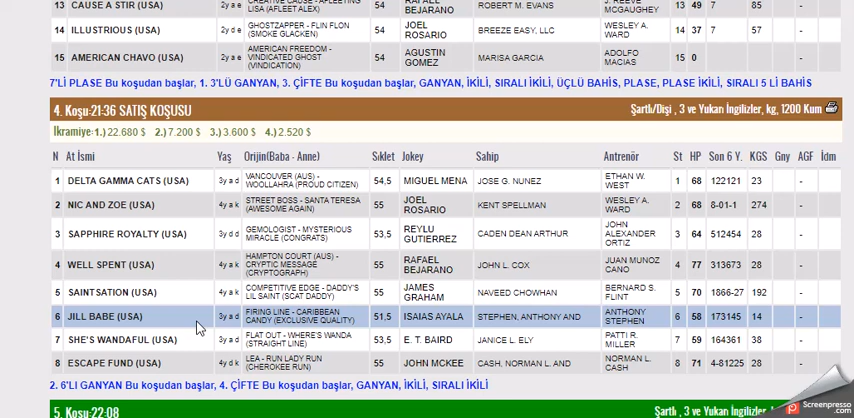 13 CAUSE A STIR (USA) 2y a e AFLEETING LISA (AFLEET ALEX) 54 RAFAEL BEJARANO ROBERT M. EVANS J. REEVE MCGAUGHEY 13 49 7 85
14 ILLUSTRIOUS (USA) 2y d e GHOSTZAPPER - FLIN FLON (SMOKE GLACKEN) 54 JOEL ROSARIO BREEZE EASY, LLC WESLEY A. WARD 14 37 7 57
15 AMERICAN CHAVO (USA) 2y a e AMERICAN FREEDOM - VINDICATED GHOST (VINDICATION) 54 AGUSTIN GOMEZ MARISA GARCIA ADOLFO MACIAS 15 0
7'Lİ PLASE Bu koşudan başlar, 1. 3'LÜ GANYAN, 3. ÇİFTE Bu koşudan başlar, GANYAN, İKİLİ, SIRALI İKİLİ, ÜÇLÜ BAHİS, PLASE, PLASE İKİLİ, SIRALI 5 Lİ BAHİS
4. Koşu:21:36 SATIŞ KOŞUSU Şartlı/Dişi , 3 ve Yukarı İngilizler, kg, 1200 Kum
İkramiye:1.) 22.680 $ 2.) 7.200 $ 3.) 3.600 $ 4.) 2.520 $
N At İsmi Yaş Orijin(Baba - Anne) Sıklet Jokey Sahip Antrenör St HP Son 6 Y. KGS Gny AGF İdm
1 DELTA GAMMA CATS (USA) 3y a d VANCOUVER (AUS) - WOOLLAHRA (PROUD CITIZEN) 54,5 MIGUEL MENA JOSE G. NUNEZ ETHAN W. WEST 1 68 122121 23 -
2 NIC AND ZOE (USA) 4y a k STREET BOSS - SANTA TERESA (AWESOME AGAIN) 55 JOEL ROSARIO KENT SPELLMAN WESLEY A. WARD 2 68 8-01-1 274 -
3 SAPPHIRE ROYALTY (USA) 3y d d GEMOLOGIST - MYSTERIOUS MIRACLE (CONGRATS) 53,5 REYLU GUTIERREZ CADEN DEAN ARTHUR JOHN ALEXANDER ORTIZ 3 64 512454 28 -
4 WELL SPENT (USA) 4y a k HAMPTON COURT (AUS) - CRYPTIC MESSAGE (CRYPTOGRAPH) 55 RAFAEL BEJARANO JOHN L. COX JUAN MUNOZ CANO 4 77 313673 28 -
5 SAINTSATION (USA) 4y a k COMPETITIVE EDGE - DADDY'S LIL SAINT (SCAT DADDY) 55 JAMES GRAHAM NAVEED CHOWHAN BERNARD S. FLINT 5 70 1866-27 192 -
6 JILL BABE (USA) 3y a d FIRING LINE - CARIBBEAN CANDY (EXCLUSIVE QUALITY) 51,5 ISAIAS AYALA STEPHEN, ANTHONY AND ANTHONY STEPHEN 6 58 173145 14 -
7 SHE'S WANDAFUL (USA) 3y a d FLAT OUT - WHERE'S WANDA (STRAIGHT LINE) 53,5 E. T. BAIRD JANICE L. ELY PATTI R. MILLER 7 59 164361 38 -
8 ESCAPE FUND (USA) 4y d k LEA - RUN LADY RUN (CHEROKEE RUN) 55 JOHN MCKEE CASH, NORMAN L. AND NORMAN L. CASH 8 71 4-81225 28 -
2. 6'LI GANYAN Bu koşudan başlar, 4. ÇİFTE Bu koşudan başlar, GANYAN, İKİLİ, SIRALI İKİLİ
5. Koşu:22:08 Şartlı , 3 ve Yukarı İngilizler,
Screenpresso.com